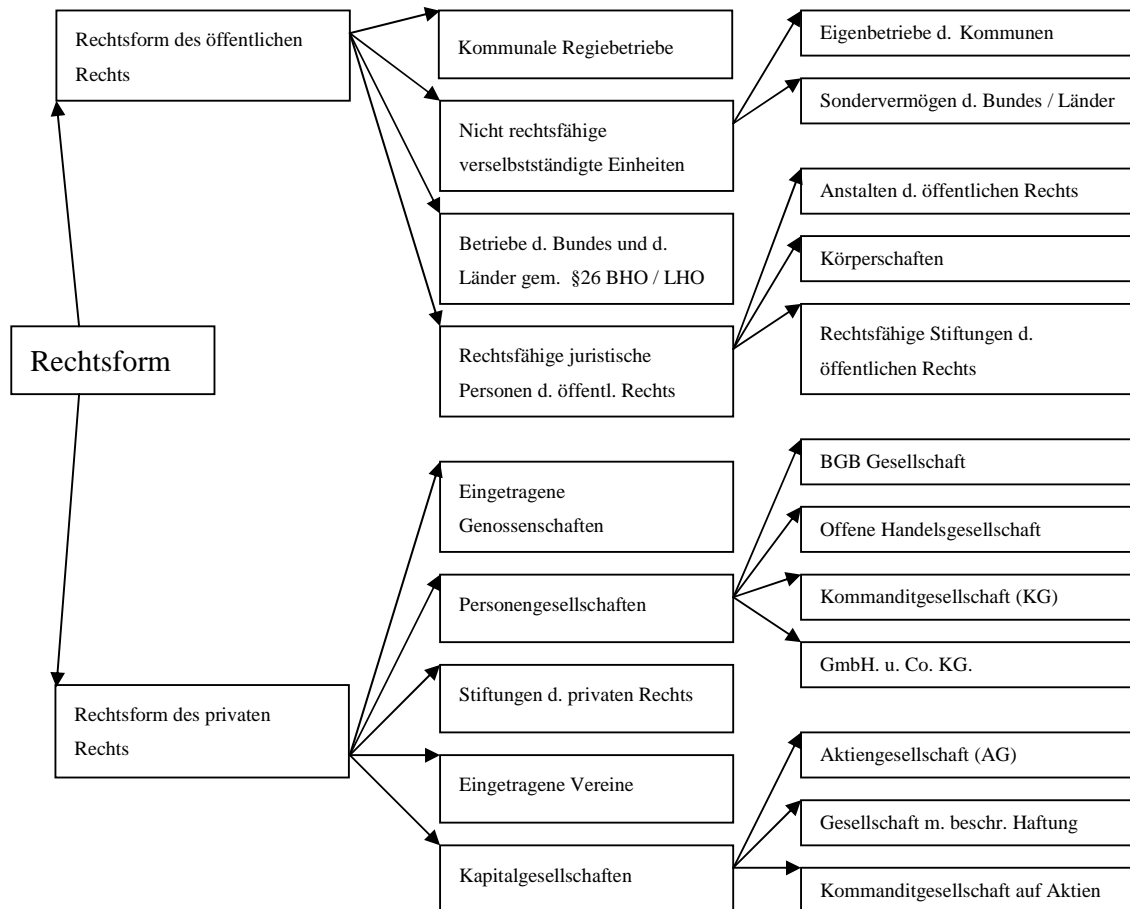 Rechtsform des öffentlichen
Rechts
Kommunale Regiebetriebe
Eigenbetriebe d. Kommunen
Sondervermögen d. Bundes / Länder
Nicht rechtsfähige
verselbstständigte Einheiten
Anstalten d. öffentlichen Rechts
Betriebe d. Bundes und d.
Länder gem. §26 BHO / LHO
Körperschaften
Rechtsform
Rechtsfähige juristische
Personen d. öffentl. Rechts
Rechtsfähige Stiftungen d.
öffentlichen Rechts
Eingetragene
Genossenschaften
BGB Gesellschaft
Offene Handelsgesellschaft
Personengesellschaften
Kommanditgesellschaft (KG)
GmbH. u. Co. KG.
Rechtsform des privaten
Rechts
Stiftungen d. privaten Rechts
Eingetragene Vereine
Aktiengesellschaft (AG)
Gesellschaft m. beschr. Haftung
Kapitalgesellschaften
Kommanditgesellschaft auf Aktien